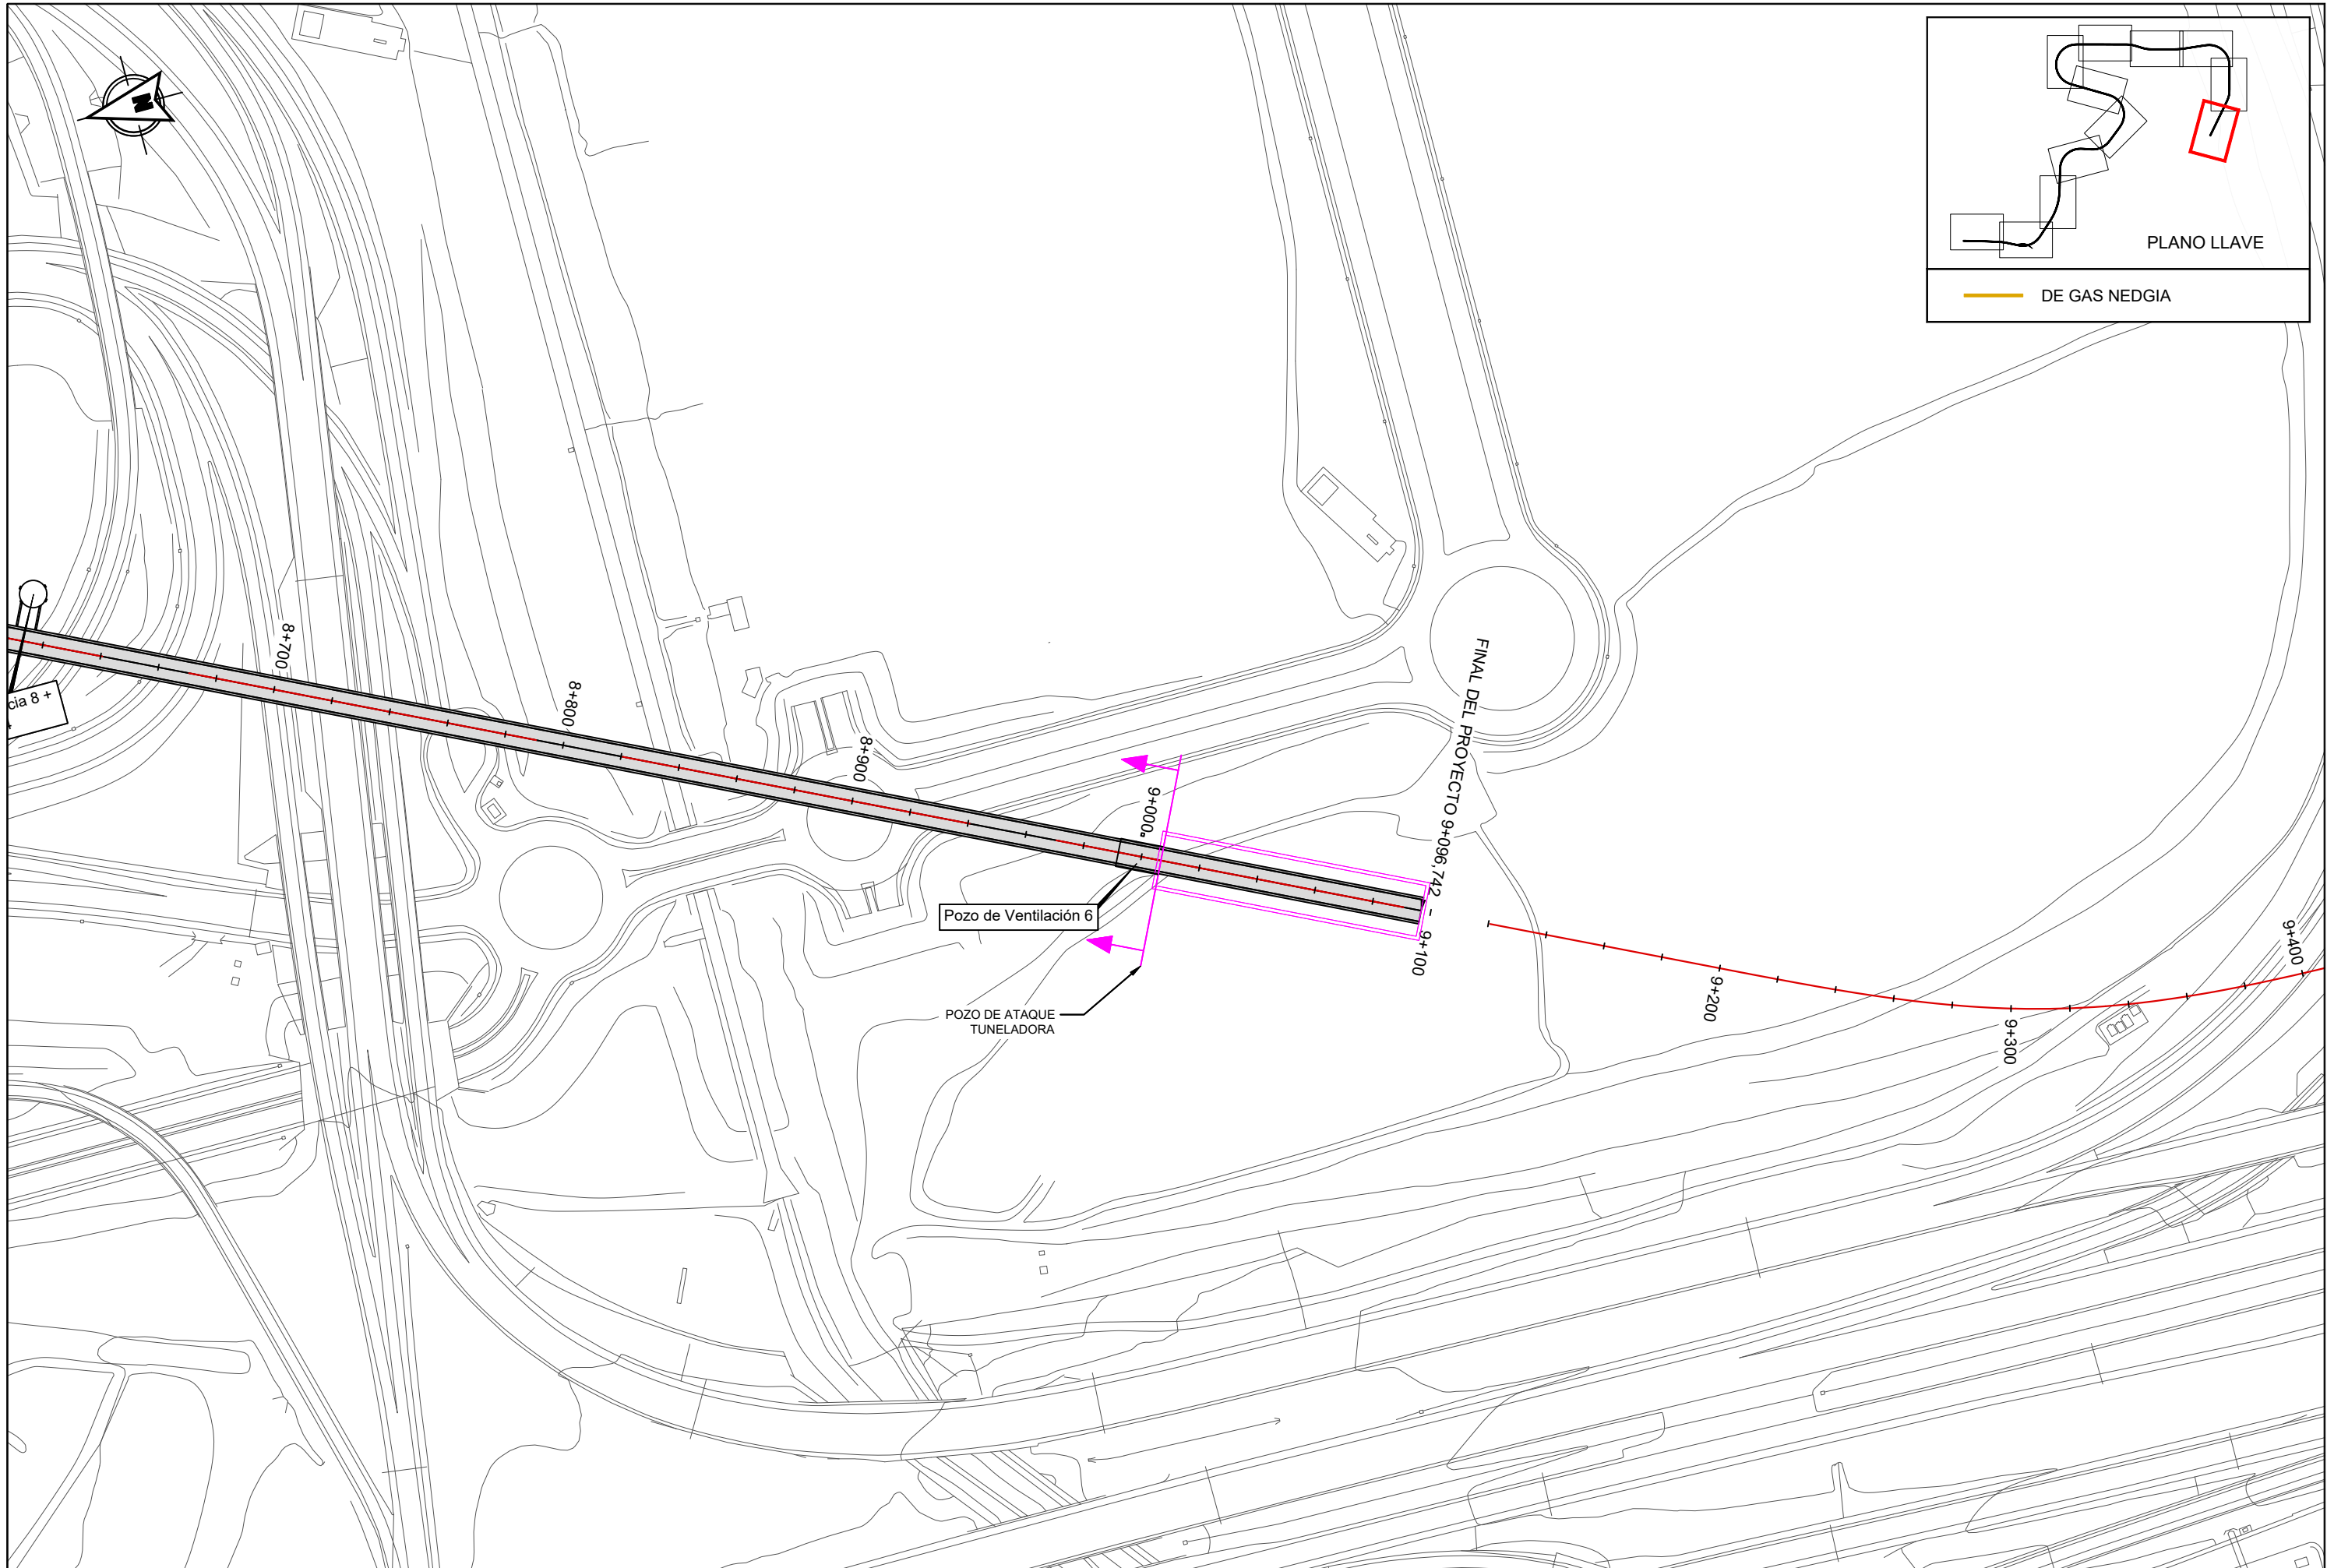 N
PLANO LLAVE
DE GAS NEDGIA
cia 8 +
8+700
8+800
8+900
9+000
FINAL DEL PROYECTO 9+096,742
9+100
9+200
9+300
9+400
Pozo de Ventilación 6
POZO DE ATAQUE
TUNELADORA